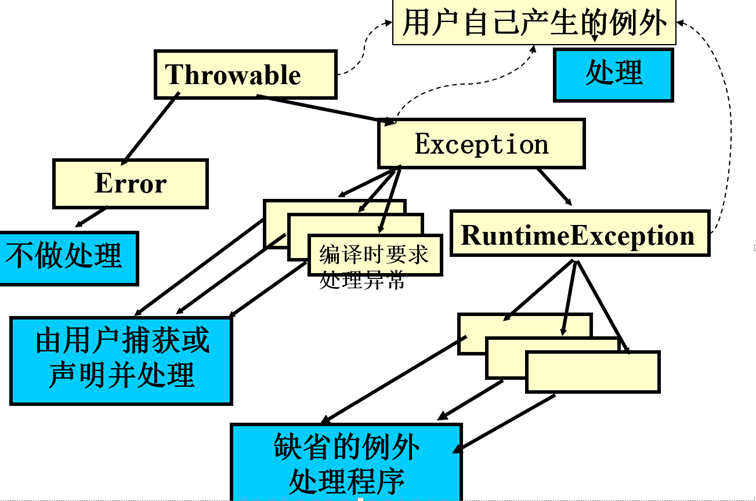 用户自己产生的例外
处理
Throwable
Exception
Error
不做处理
编译时要求
处理异常
RuntimeException
由用户捕获或
声明并处理
缺省的例外
处理程序